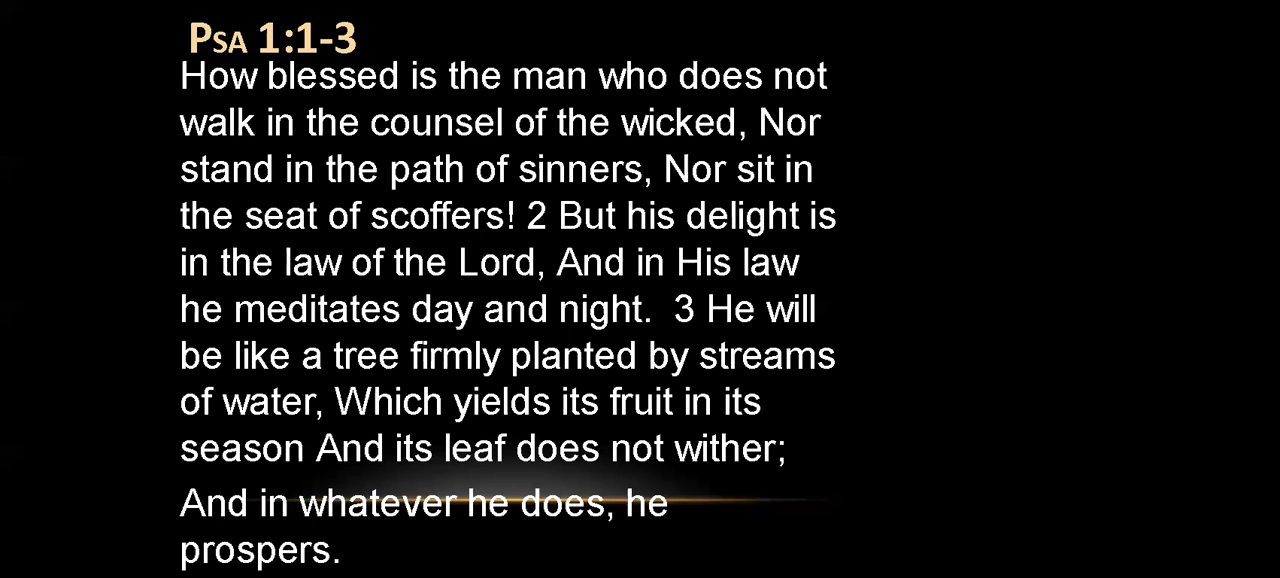 PSA 1:1-3
How blessed is the man who does not
walk in the counsel of the wicked, Nor
stand in the path of sinners, Nor sit in
the seat of scoffers! 2 But his delight is
in the law of the Lord, And in His law
he meditates day and night.  3 He will
be like a tree firmly planted by streams
of water, Which yields its fruit in its
season And its leaf does not wither;
And in whatever he does, he
prospers.